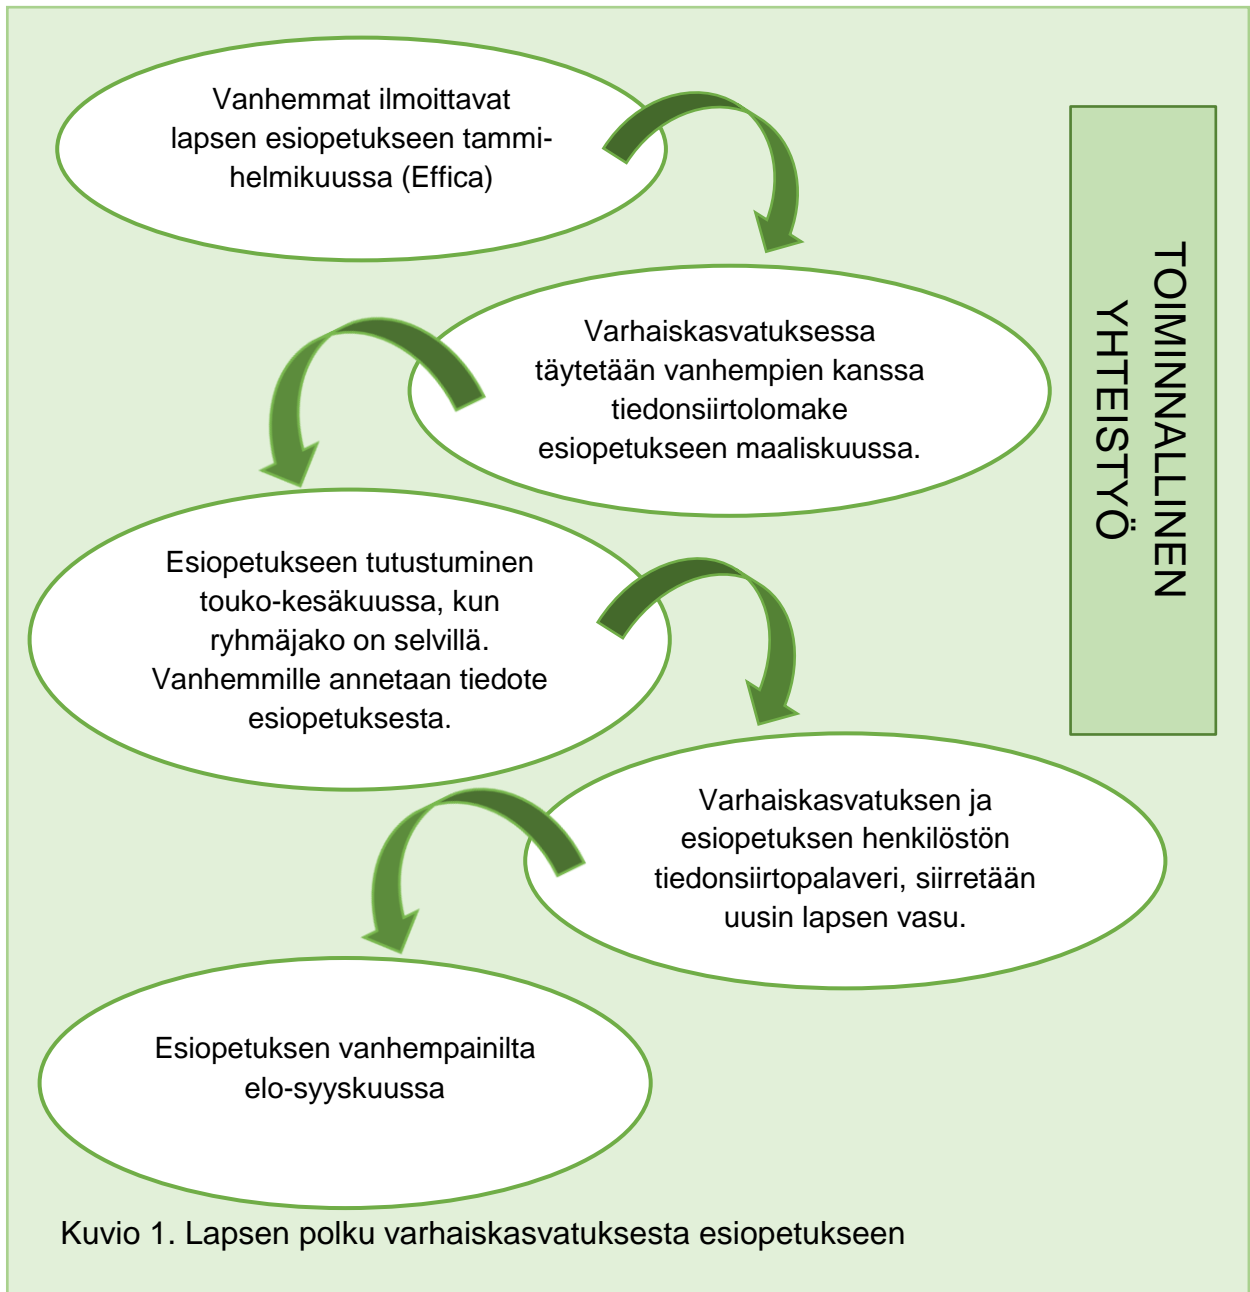 Vanhemmat ilmoittavat
lapsen esiopetukseen tammi-
helmikuussa (Effica)
Varhaiskasvatuksessa
täytetään vanhempien kanssa
tiedonsiirtolomake
esiopetukseen maaliskuussa.
Esiopetukseen tutustuminen
touko-kesäkuussa, kun
ryhmäjako on selvillä.
Vanhemmille annetaan tiedote
esiopetuksesta.
Varhaiskasvatuksen ja
esiopetuksen henkilöstön
tiedonsiirtopalaveri, siirretään
uusin lapsen vasu.
Esiopetuksen vanhempainilta
elo-syyskuussa
TOIMINNALLINEN
YHTEISTYÖ
Kuvio 1. Lapsen polku varhaiskasvatuksesta esiopetukseen